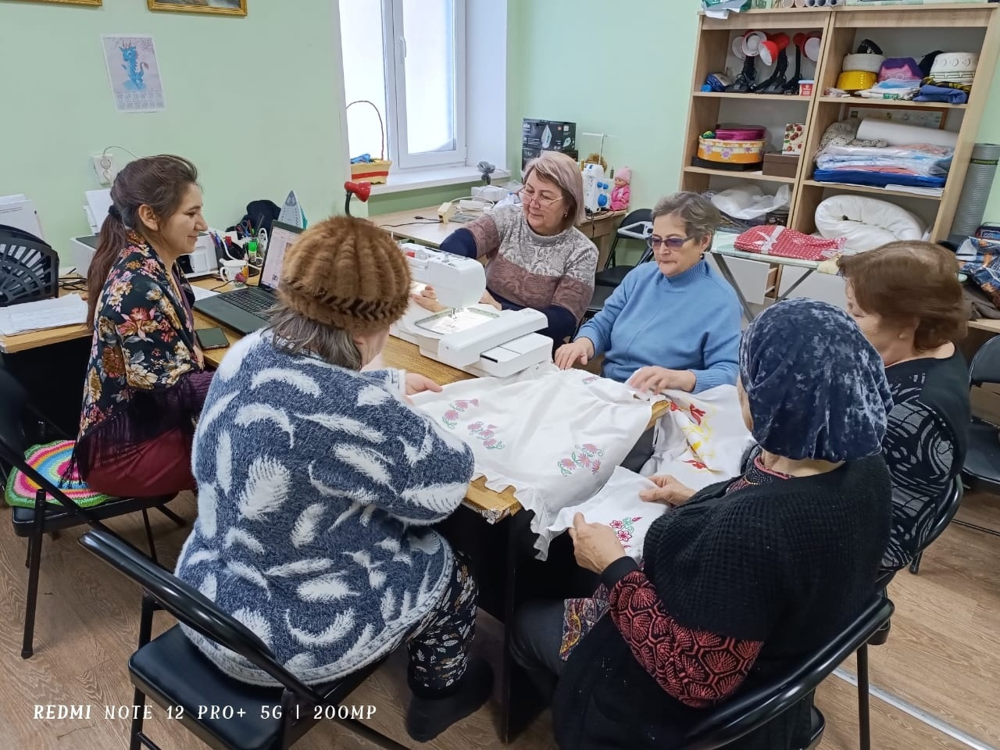 REDMI NOTE 12 PRO+ 5G | 200MP